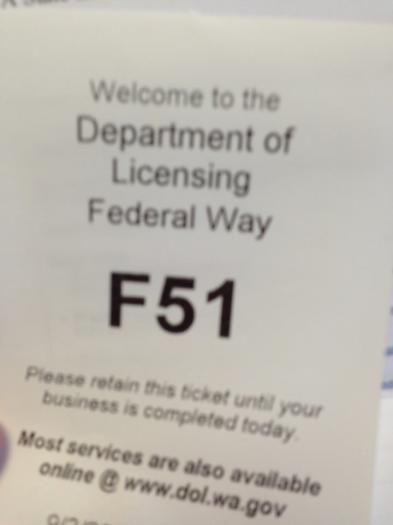 Welcome to the
Department of
Licensing
Federal Way
F51
Please retain this ticket until your
business is completed today.
Most services are also available
online @ www.dol.wa.gov